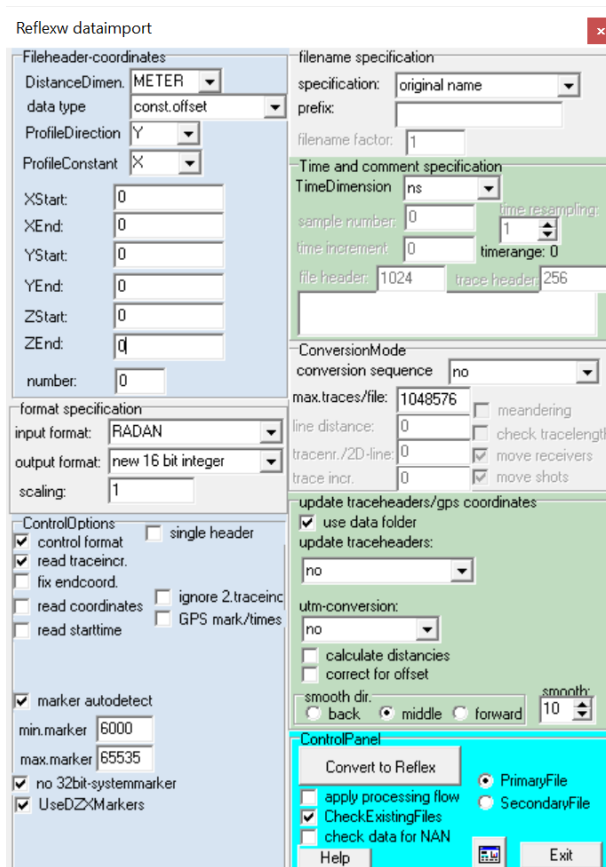 Reflexw dataimport
x
Fileheader-coordinates
DistanceDimen. METER
data type const.offset
ProfileDirection Y
ProfileConstant X
XStart: 0
XEnd: 0
YStart: 0
YEnd: 0
ZStart: 0
ZEnd: 0
number: 0
format specification
input format: RADAN
output format: new 16 bit integer
scaling: 1
ControlOptions
control format
single header
read traceincr.
fix endcoord.
read coordinates
ignore 2.traceinc
GPS mark/times
read starttime
marker autodetect
min.marker 6000
max.marker 65535
no 32bit-systemmarker
UseDZXMarkers
filename specification
specification: original name
prefix:
filename factor: 1
Time and comment specification
TimeDimension ns
sample number: 0
time resampling:
1
time increment 0
timerange: 0
file header: 1024
trace header: 256
ConversionMode
conversion sequence no
max.traces/file: 1048576
meandering
line distance: 0
check tracelength
tracenr./2D-line: 0
move receivers
trace incr. 0
move shots
update traceheaders/gps coordinates
use data folder
update traceheaders:
no
utm-conversion:
no
calculate distancies
correct for offset
smooth dir.
back middle forward
smooth:
10
ControlPanel
Convert to Reflex
PrimaryFile
SecondaryFile
apply processing flow
CheckExistingFiles
check data for NAN
Help
Exit